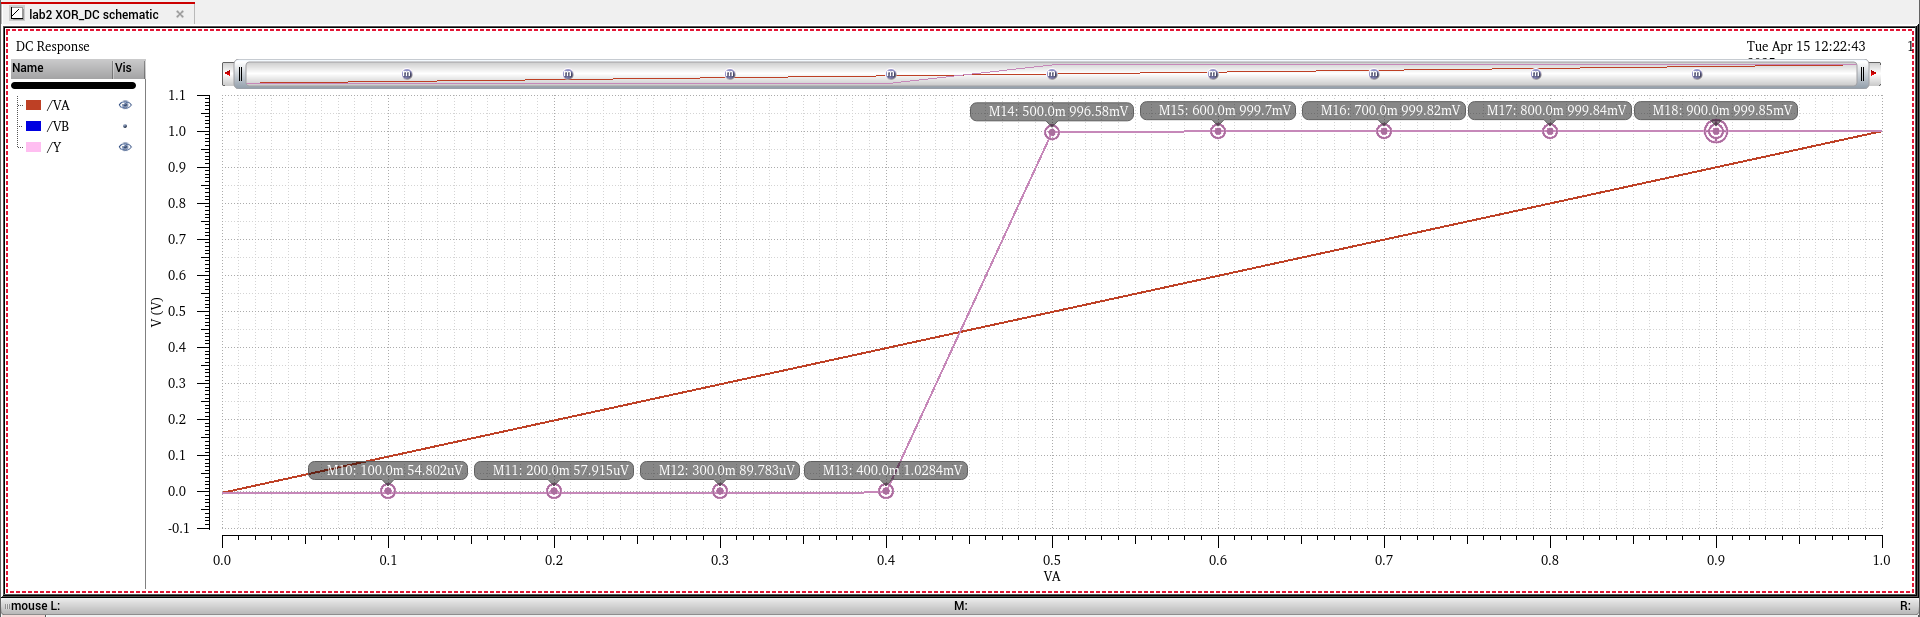 lab2 XOR_DC schematic
DC Response
Tue Apr 15 12:22:43
1
Name Vis
/VA
/VB
/Y
M14: 500.0m 996.58mV M15: 600.0m 999.7mV M16: 700.0m 999.82mV M17: 800.0m 999.84mV M18: 900.0m 999.85mV
M10: 100.0m 54.802uV M11: 200.0m 57.915uV M12: 300.0m 89.783uV M13: 400.0m 1.0284mV
V (V)
1.1
1.0
0.9
0.8
0.7
0.6
0.5
0.4
0.3
0.2
0.1
0.0
-0.1
0.0 0.1 0.2 0.3 0.4 0.5 0.6 0.7 0.8 0.9 1.0
VA
mouse L: M: R: